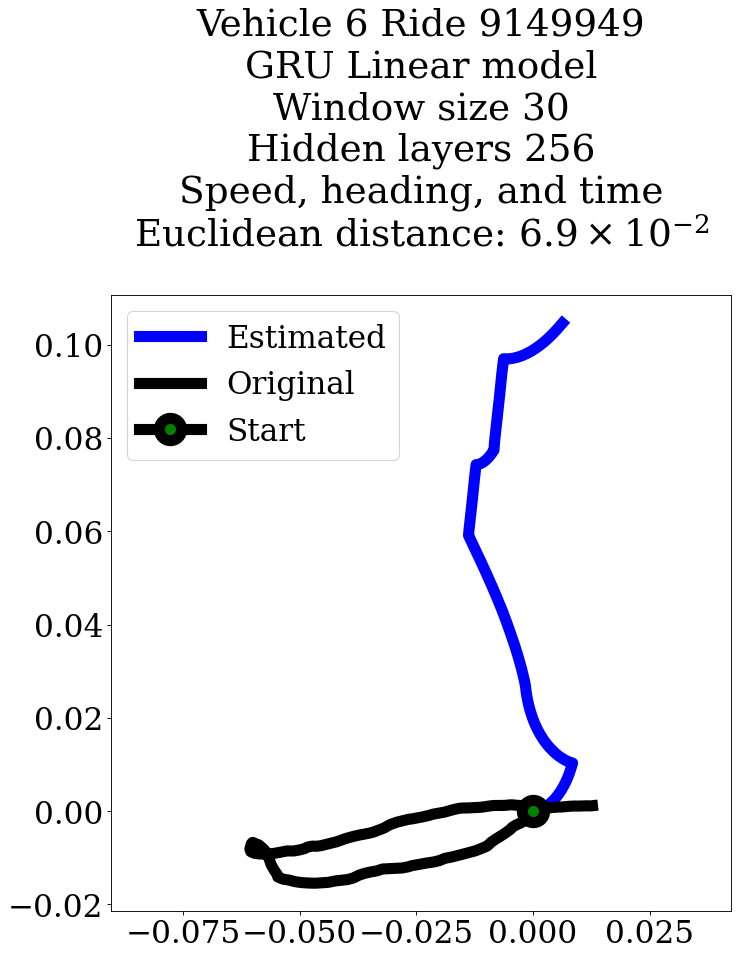 Vehicle 6 Ride 9149949
GRU Linear model
Window size 30
Hidden layers 256
Speed, heading, and time
Euclidean distance: 6.9 × 10⁻²
Estimated
Original
Start
0.10
0.08
0.06
0.04
0.02
0.00
−0.02
−0.075 −0.050 −0.025 0.000 0.025